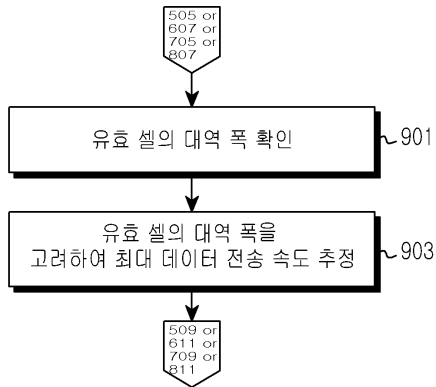 505 or
607 or
705 or
807
유효 셀의 대역 폭 확인
901
유효 셀의 대역 폭을
고려하여 최대 데이터 전송 속도 추정
903
509 or
611 or
709 or
811